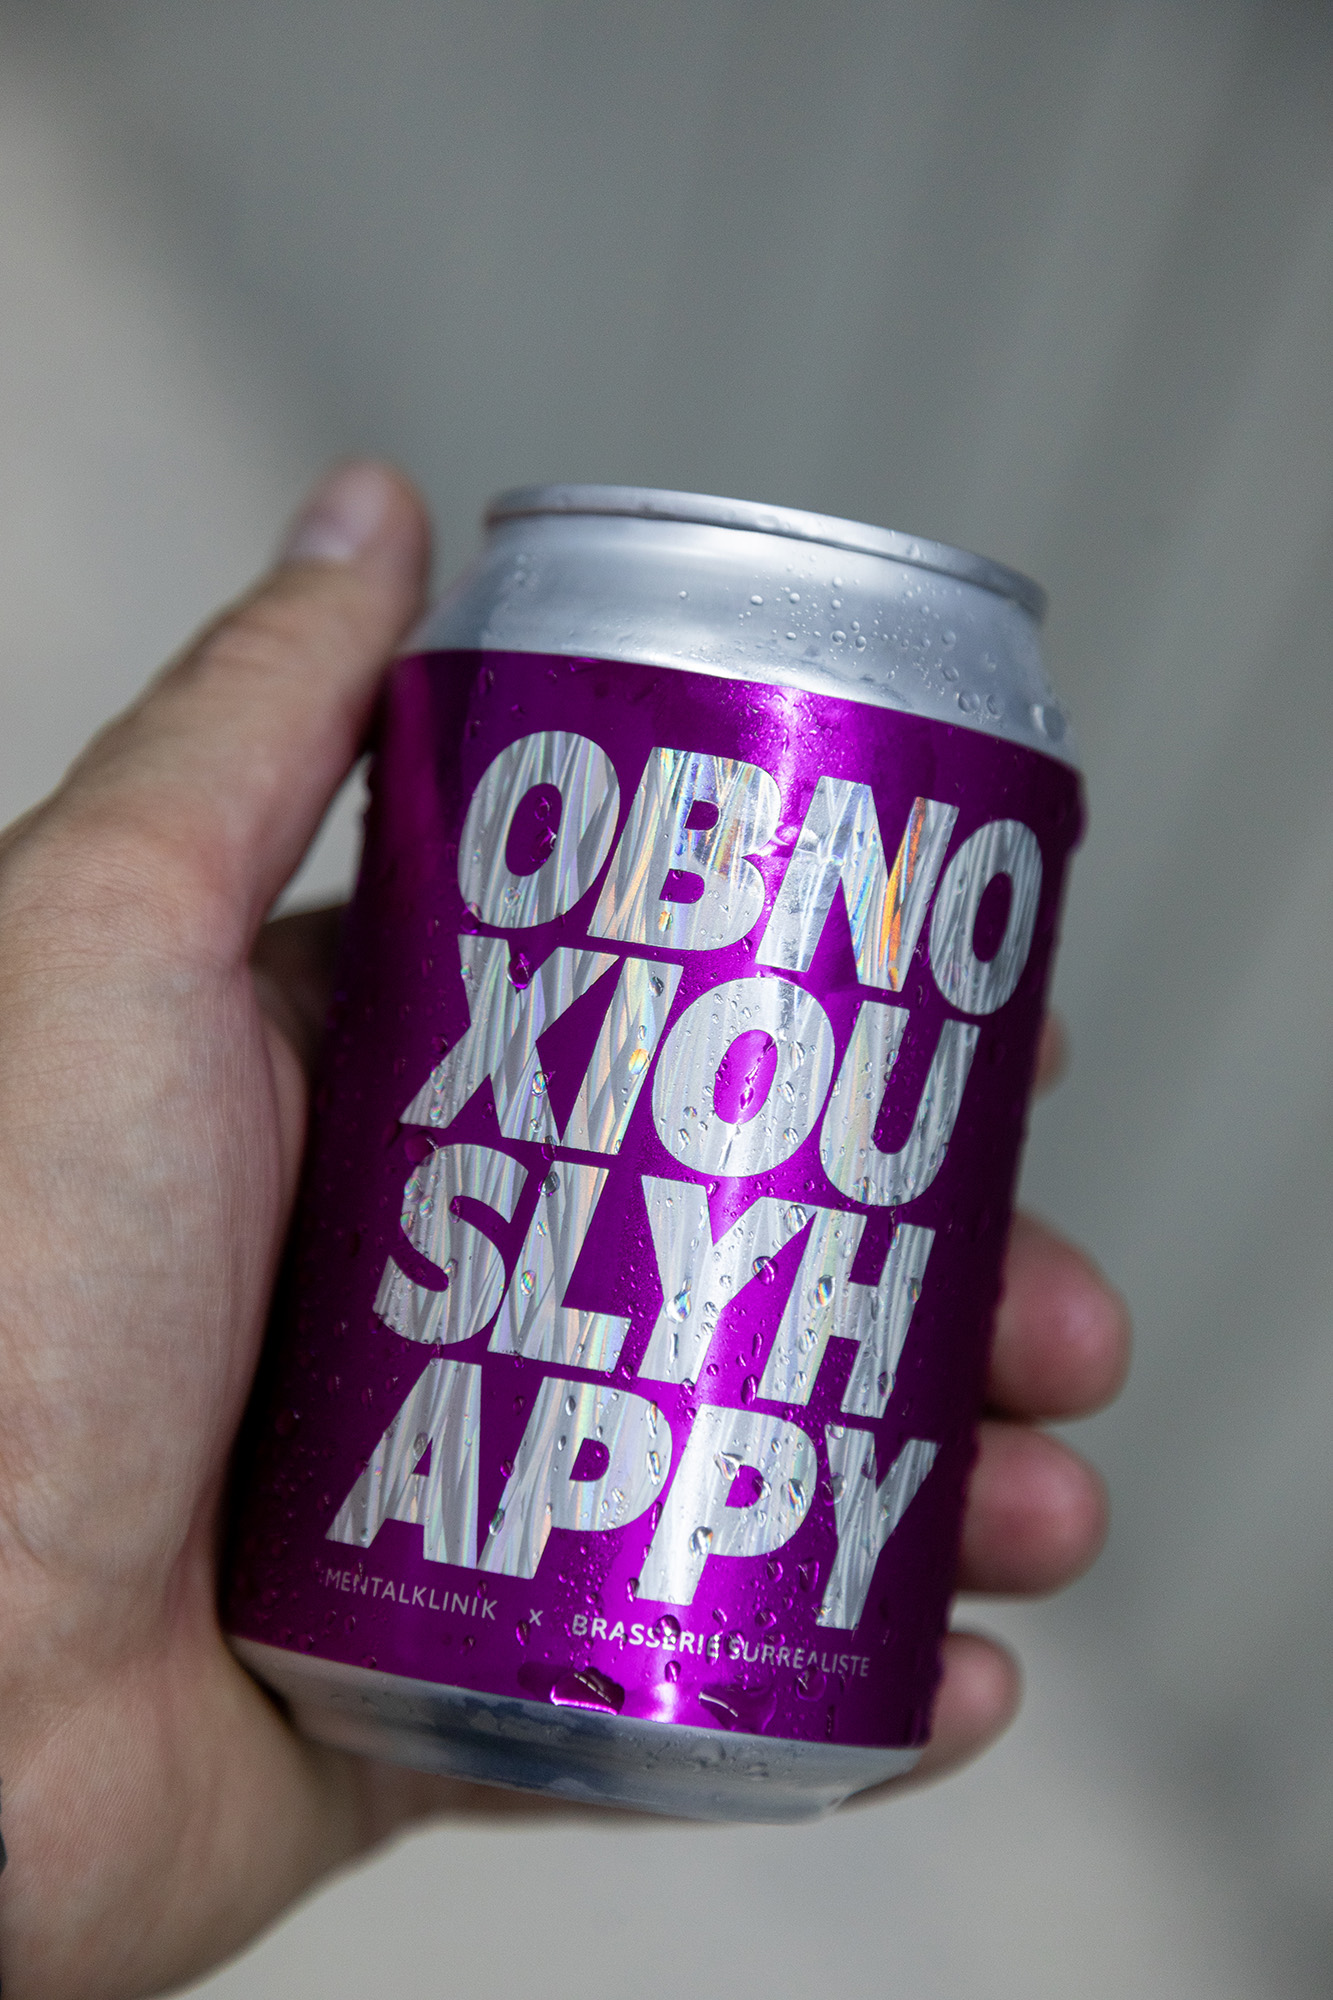 OBNO
XIOU
SLYH
APPY
:MENTALKLINIK x BRASSERIE SURREALISTE